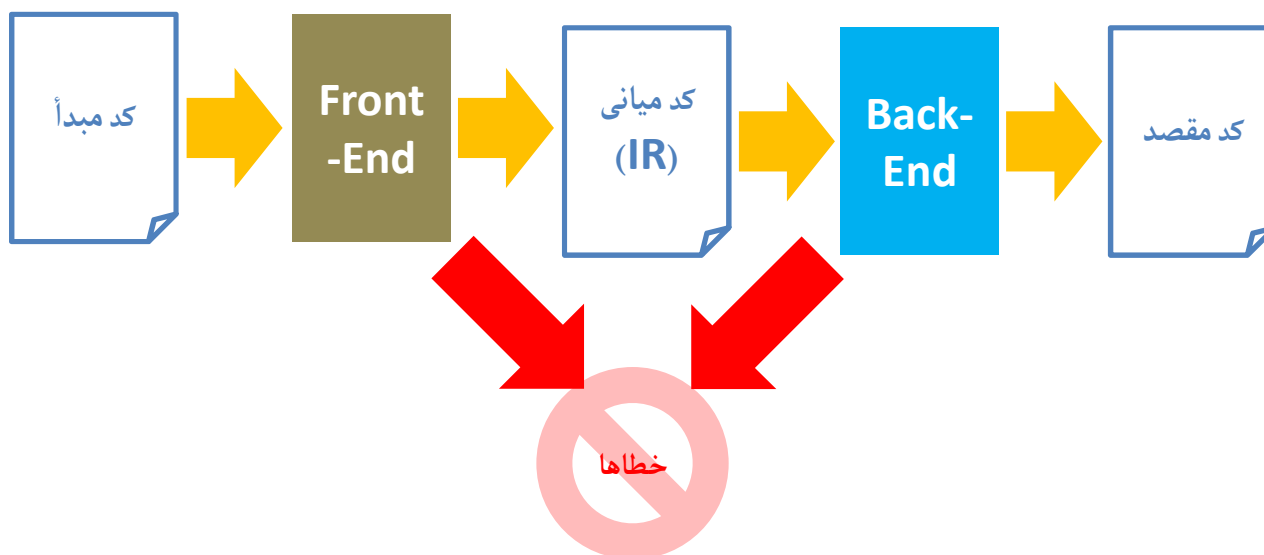 کد مبدأ
Front
-End
کد میانی
(IR)
Back-
End
کد مقصد
خطاها